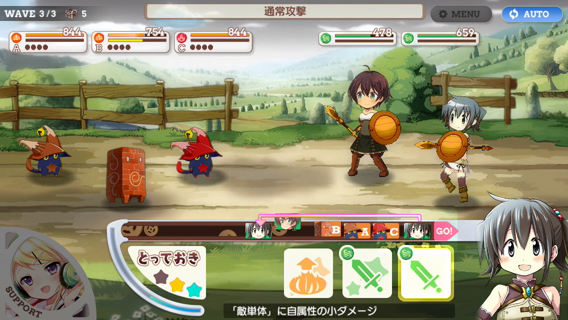 WAVE 3/3 5
通常攻撃
MENU
AUTO
844
754
844
478
659
A
B
C
B A C GO!
とっておき
SUPPORT
「敵単体」に自属性の小ダメージ